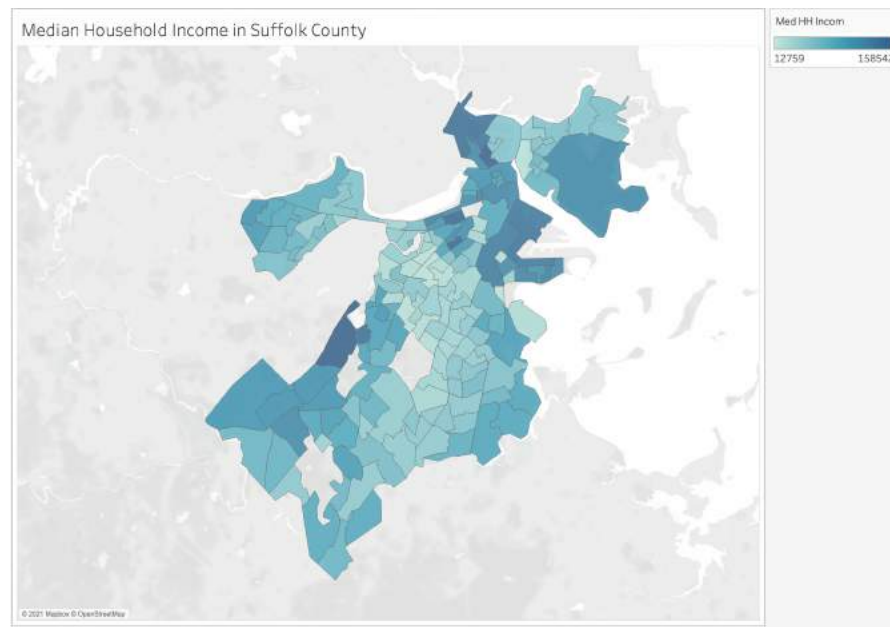 Median Household Income in Suffolk County
Med HH Incom
12759
15854
© 2021 Mapbox © OpenStreetMap